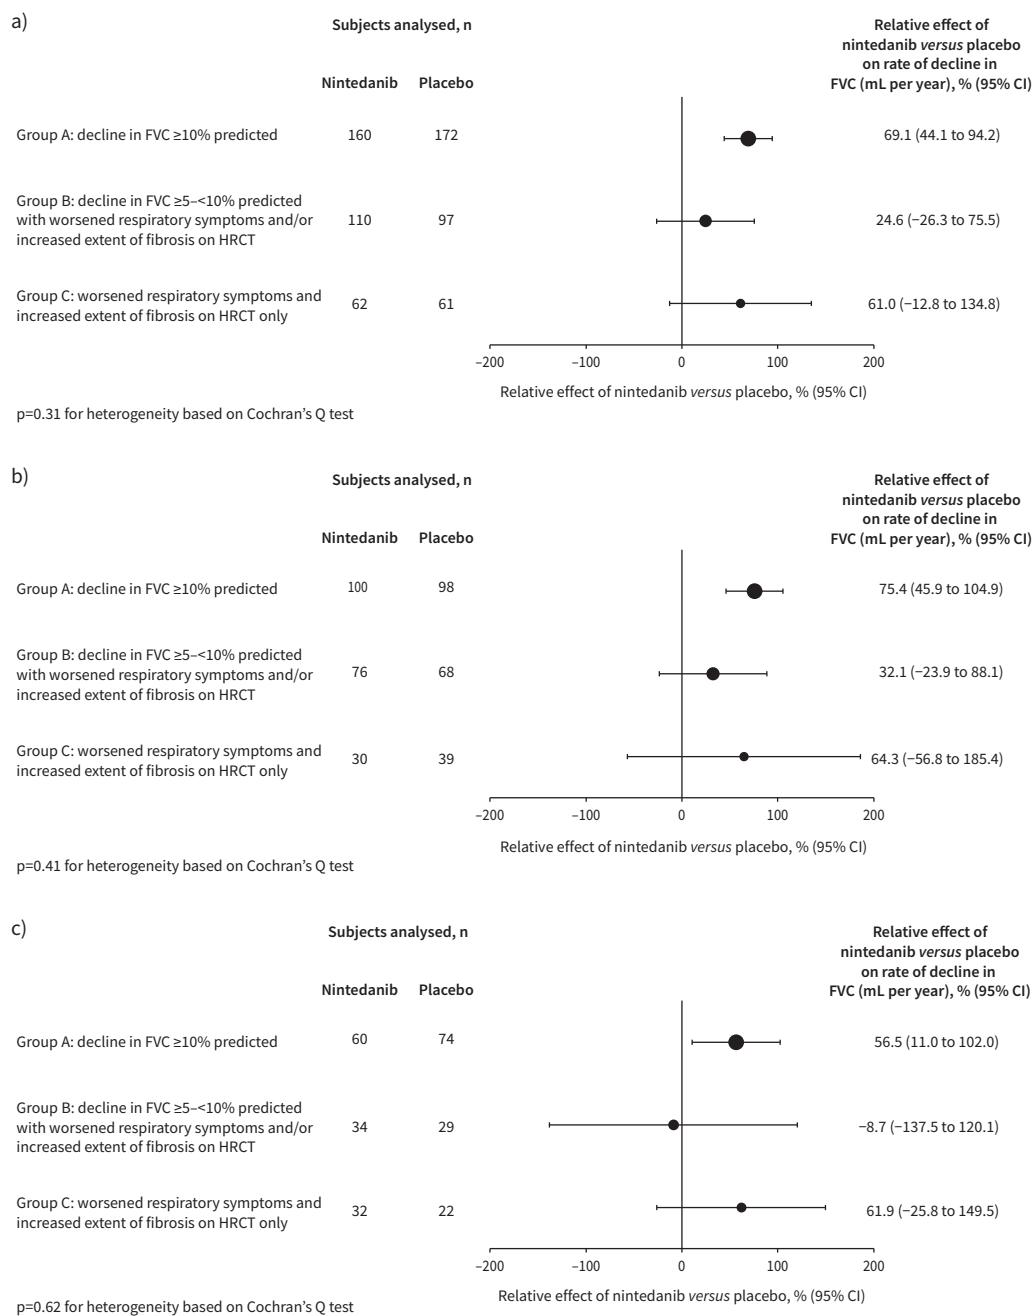 a)
Subjects analysed, n
Relative effect of
nintedanib versus placebo
on rate of decline in
FVC (mL per year), % (95% CI)
Nintedanib Placebo
Group A: decline in FVC ≥10% predicted 160 172 69.1 (44.1 to 94.2)
Group B: decline in FVC ≥5–<10% predicted
with worsened respiratory symptoms and/or 110 97 24.6 (−26.3 to 75.5)
increased extent of fibrosis on HRCT
Group C: worsened respiratory symptoms and
increased extent of fibrosis on HRCT only 62 61 61.0 (−12.8 to 134.8)
−200 −100 0 100 200
Relative effect of nintedanib versus placebo, % (95% CI)
p=0.31 for heterogeneity based on Cochran's Q test
b)
Subjects analysed, n
Relative effect of
nintedanib versus placebo
on rate of decline in
FVC (mL per year), % (95% CI)
Nintedanib Placebo
Group A: decline in FVC ≥10% predicted 100 98 75.4 (45.9 to 104.9)
Group B: decline in FVC ≥5–<10% predicted
with worsened respiratory symptoms and/or 76 68 32.1 (−23.9 to 88.1)
increased extent of fibrosis on HRCT
Group C: worsened respiratory symptoms and
increased extent of fibrosis on HRCT only 30 39 64.3 (−56.8 to 185.4)
−200 −100 0 100 200
Relative effect of nintedanib versus placebo, % (95% CI)
p=0.41 for heterogeneity based on Cochran's Q test
c)
Subjects analysed, n
Relative effect of
nintedanib versus placebo
on rate of decline in
FVC (mL per year), % (95% CI)
Nintedanib Placebo
Group A: decline in FVC ≥10% predicted 60 74 56.5 (11.0 to 102.0)
Group B: decline in FVC ≥5–<10% predicted
with worsened respiratory symptoms and/or 34 29 −8.7 (−137.5 to 120.1)
increased extent of fibrosis on HRCT
Group C: worsened respiratory symptoms and
increased extent of fibrosis on HRCT only 32 22 61.9 (−25.8 to 149.5)
−200 −100 0 100 200
Relative effect of nintedanib versus placebo, % (95% CI)
p=0.62 for heterogeneity based on Cochran's Q test